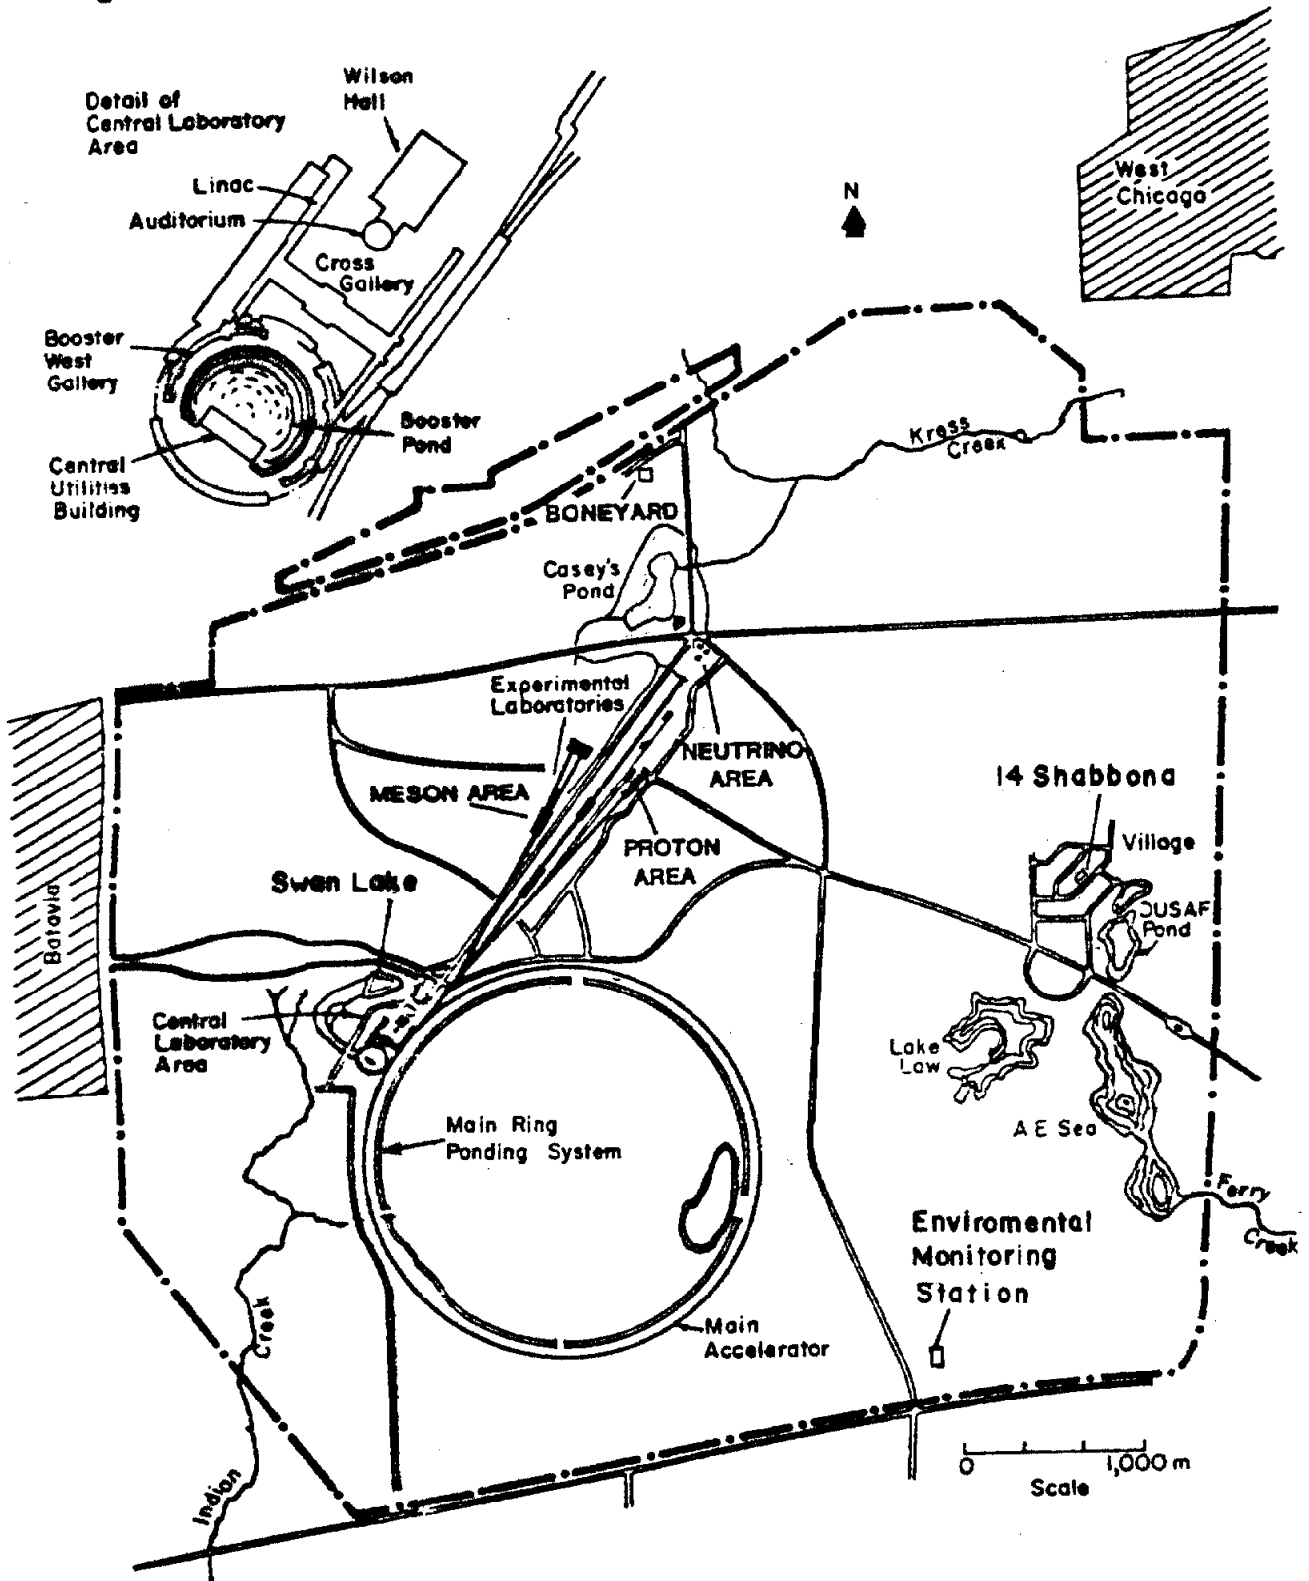 Detail of
Central Laboratory
Area
Wilson
Hall
Linac
Auditorium
Cross
Gallery
Booster
West
Gallery
Booster
Pond
Central
Utilities
Building
N
West
Chicago
Kress
Creek
BONEYARD
Casey's
Pond
Experimental
Laboratories
NEUTRINO
AREA
MESON AREA
PROTON
AREA
14 Shabbona
Village
DUSAF
Pond
Swan Lake
Batavia
Central
Laboratory
Area
Lake
Law
A E Sea
Main Ring
Ponding System
Ferry
Creek
Enviromental
Monitoring
Station
Main
Accelerator
Indian
Creek
0 1,000 m
Scale